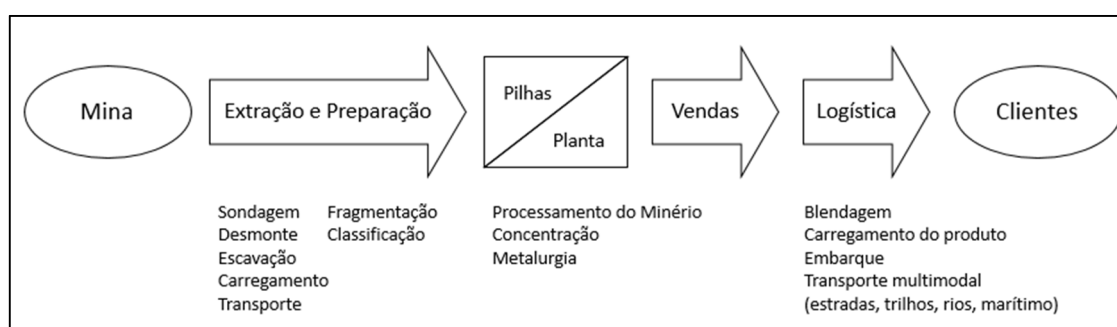 Mina
Extração e Preparação
Pilhas
Planta
Vendas
Logística
Clientes
Sondagem
Desmonte
Escavação
Carregamento
Transporte
Fragmentação
Classificação
Processamento do Minério
Concentração
Metalurgia
Blendagem
Carregamento do produto
Embarque
Transporte multimodal
(estradas, trilhos, rios, marítimo)